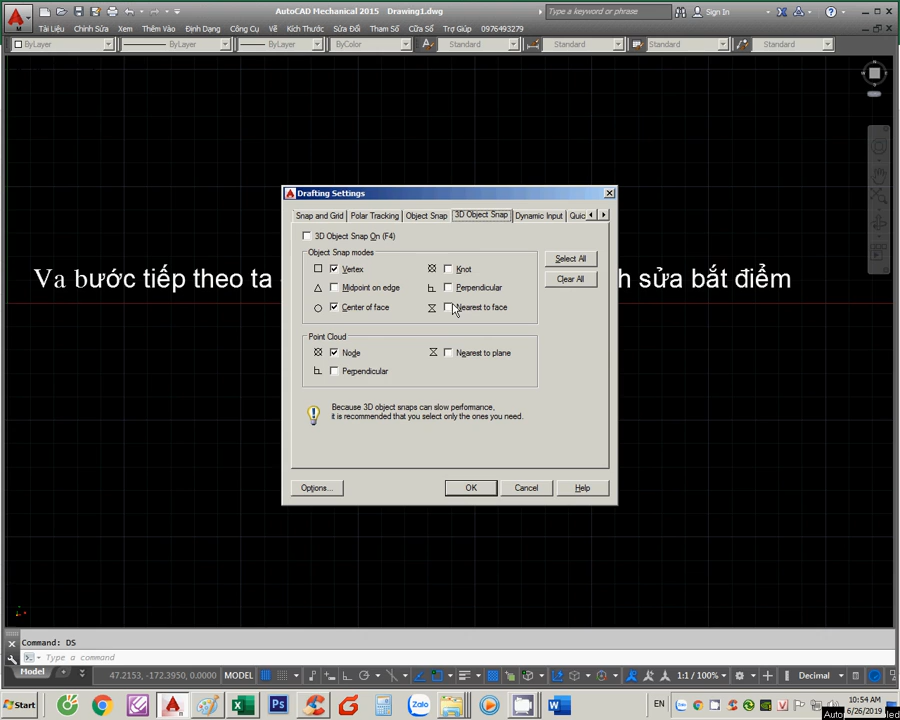 AutoCAD Mechanical 2015 Drawing1.dwg
Type a keyword or phrase
Sign In
Tài Liệu Chỉnh Sửa Xem Thêm Vào Định Dạng Công Cụ Vẽ Kích Thước Sửa Đổi Tham Số Cửa Sổ Trợ Giúp 0976493279
ByLayer ByLayer ByLayer ByColor Standard Standard Standard Standard
Drafting Settings
Snap and Grid Polar Tracking Object Snap 3D Object Snap Dynamic Input Quic
3D Object Snap On (F4)
Object Snap modes
Select All
Vertex Knot
Clear All
Midpoint on edge Perpendicular
Center of face Nearest to face
Va bước tiếp theo ta
h sửa bắt điểm
Point Cloud
Node Nearest to plane
Perpendicular
Because 3D object snaps can slow performance,
it is recommended that you select only the ones you need.
Options... OK Cancel Help
Command: DS
Type a command
Model
47.2153, -172.3950, 0.0000 MODEL 1:1 / 100% Decimal
Start Zalo EN 10:54 AM
6/26/2019